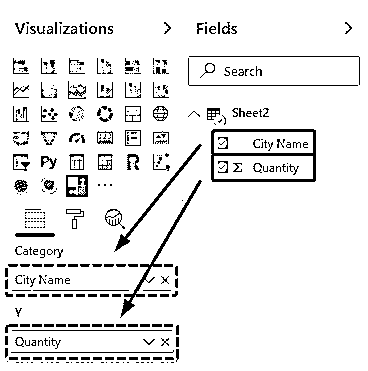 Visualizations
Fields
Search
Sheet2
City Name
Σ Quantity
Py
R
Category
City Name
Y
Quantity